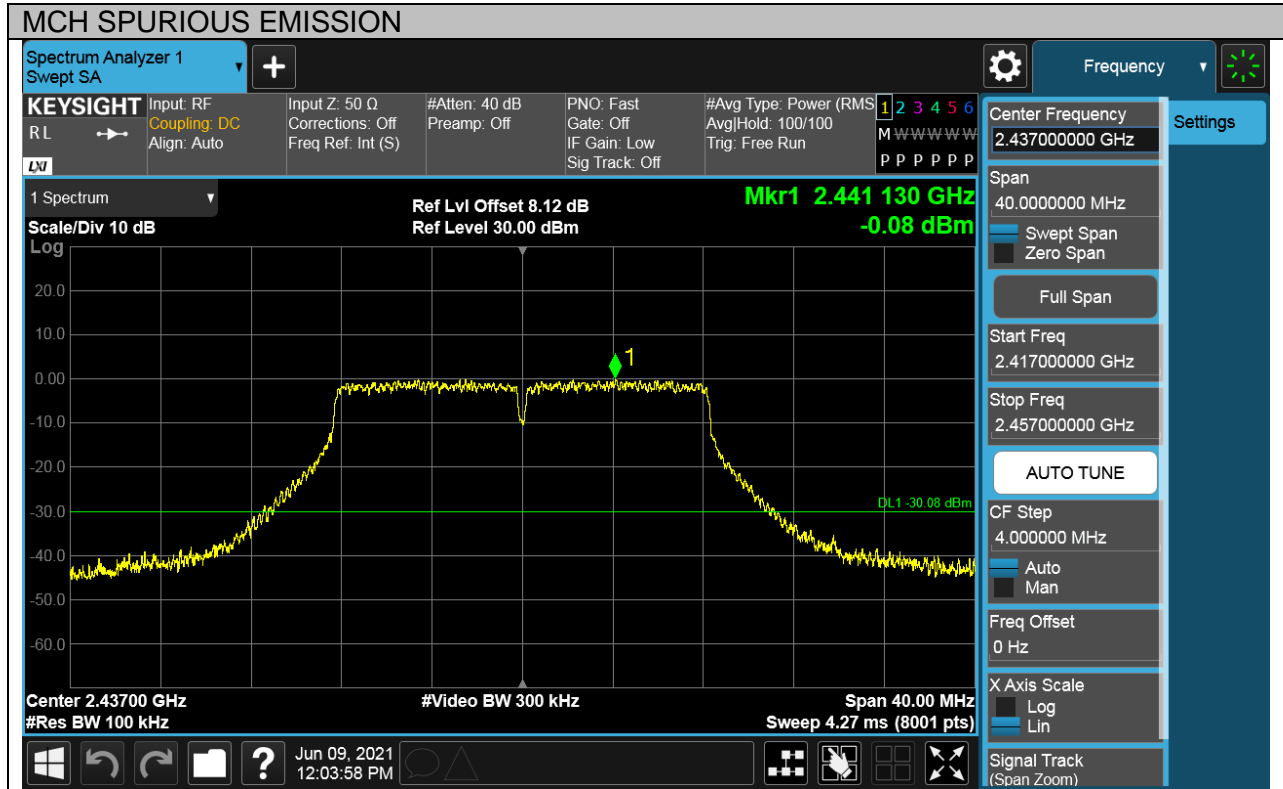 MCH SPURIOUS EMISSION
Spectrum Analyzer 1
Swept SA
Frequency
KEYSIGHT
R L
LXI
Input: RF
Coupling: DC
Align: Auto
Input Z: 50 Ω
Corrections: Off
Freq Ref: Int (S)
#Atten: 40 dB
Preamp: Off
PNO: Fast
Gate: Off
IF Gain: Low
Sig Track: Off
#Avg Type: Power (RMS
Avg|Hold: 100/100
Trig: Free Run
1 2 3 4 5 6
M W W W W W
P P P P P P
1 Spectrum
Scale/Div 10 dB
Log
Ref Lvl Offset 8.12 dB
Ref Level 30.00 dBm
Mkr1 2.441 130 GHz
-0.08 dBm
20.0
10.0
0.00
-10.0
-20.0
-30.0
-40.0
-50.0
-60.0
1
DL1 -30.08 dBm
Center 2.43700 GHz
#Res BW 100 kHz
#Video BW 300 kHz
Span 40.00 MHz
Sweep 4.27 ms (8001 pts)
?
Jun 09, 2021
12:03:58 PM
Center Frequency
2.437000000 GHz
Settings
Span
40.0000000 MHz
Swept Span
Zero Span
Full Span
Start Freq
2.417000000 GHz
Stop Freq
2.457000000 GHz
AUTO TUNE
CF Step
4.000000 MHz
Auto
Man
Freq Offset
0 Hz
X Axis Scale
Log
Lin
Signal Track
(Span Zoom)